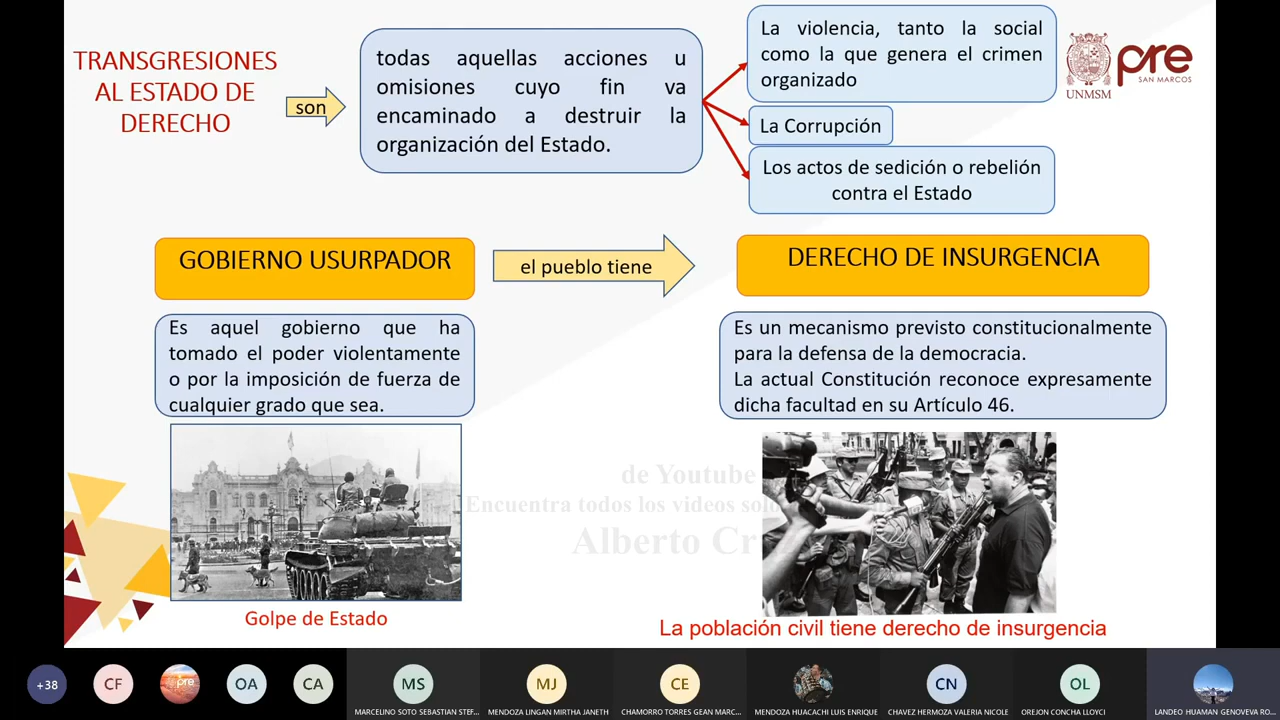 TRANSGRESIONES
AL ESTADO DE
DERECHO
son
todas aquellas acciones u
omisiones cuyo fin va
encaminado a destruir la
organización del Estado.
La violencia, tanto la social
como la que genera el crimen
organizado
La Corrupción
Los actos de sedición o rebelión
contra el Estado
UNMSM
pre
SAN MARCOS
GOBIERNO USURPADOR
el pueblo tiene
DERECHO DE INSURGENCIA
Es aquel gobierno que ha
tomado el poder violentamente
o por la imposición de fuerza de
cualquier grado que sea.
Es un mecanismo previsto constitucionalmente
para la defensa de la democracia.
La actual Constitución reconoce expresamente
dicha facultad en su Artículo 46.
de Youtube
Encuentra todos los videos
Alberto
Golpe de Estado
La población civil tiene derecho de insurgencia
+38
CF
pre
OA
CA
MS
MJ
CE
CN
OL
MARCELINO SOTO SEBASTIAN STEF...
MENDOZA LINGAN MIRTHA JANETH
CHAMORRO TORRES GEAN MARC...
MENDOZA HUACACHI LUIS ENRIQUE
CHAVEZ HERMOZA VALERIA NICOLE
OREJON CONCHA LLOYCI
LANDEO HUAMAN GENOVEVA RO...